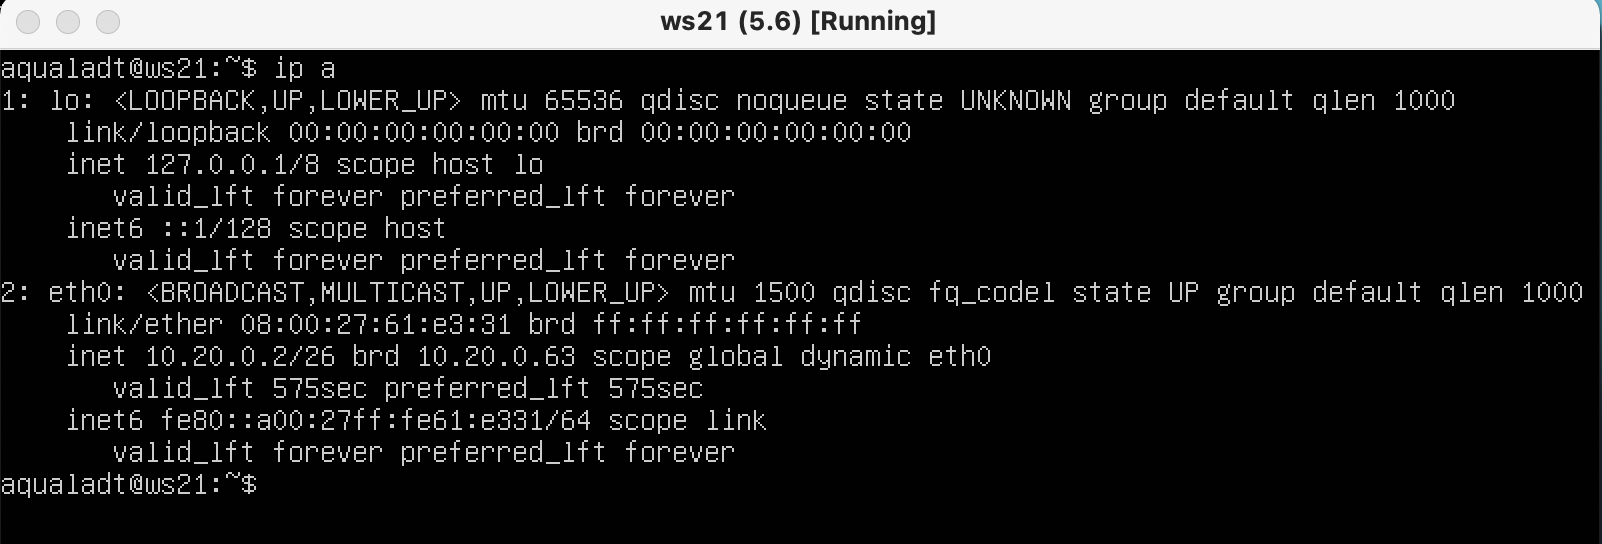 ws21 (5.6) [Running]
aqualadt@ws21:~$ ip a
1: lo: <LOOPBACK,UP,LOWER_UP> mtu 65536 qdisc noqueue state UNKNOWN group default qlen 1000
    link/loopback 00:00:00:00:00:00 brd 00:00:00:00:00:00
    inet 127.0.0.1/8 scope host lo
       valid_lft forever preferred_lft forever
    inet6 ::1/128 scope host
       valid_lft forever preferred_lft forever
2: eth0: <BROADCAST,MULTICAST,UP,LOWER_UP> mtu 1500 qdisc fq_codel state UP group default qlen 1000
    link/ether 08:00:27:61:e3:31 brd ff:ff:ff:ff:ff:ff
    inet 10.20.0.2/26 brd 10.20.0.63 scope global dynamic eth0
       valid_lft 575sec preferred_lft 575sec
    inet6 fe80::a00:27ff:fe61:e331/64 scope link
       valid_lft forever preferred_lft forever
aqualadt@ws21:~$